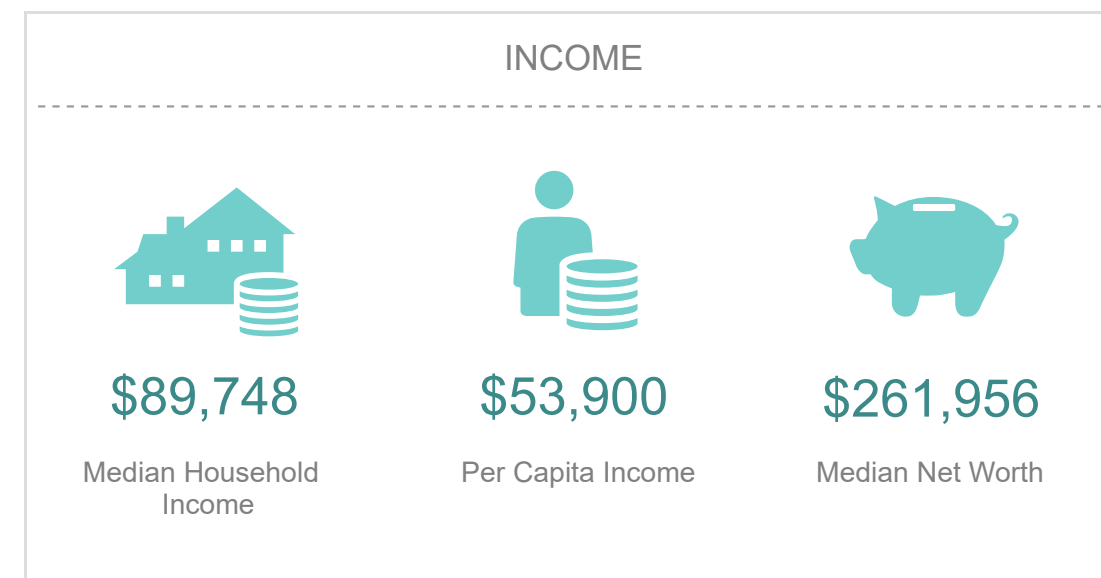 INCOME
$89,748
$53,900
$261,956
Median Household
Income
Per Capita Income
Median Net Worth